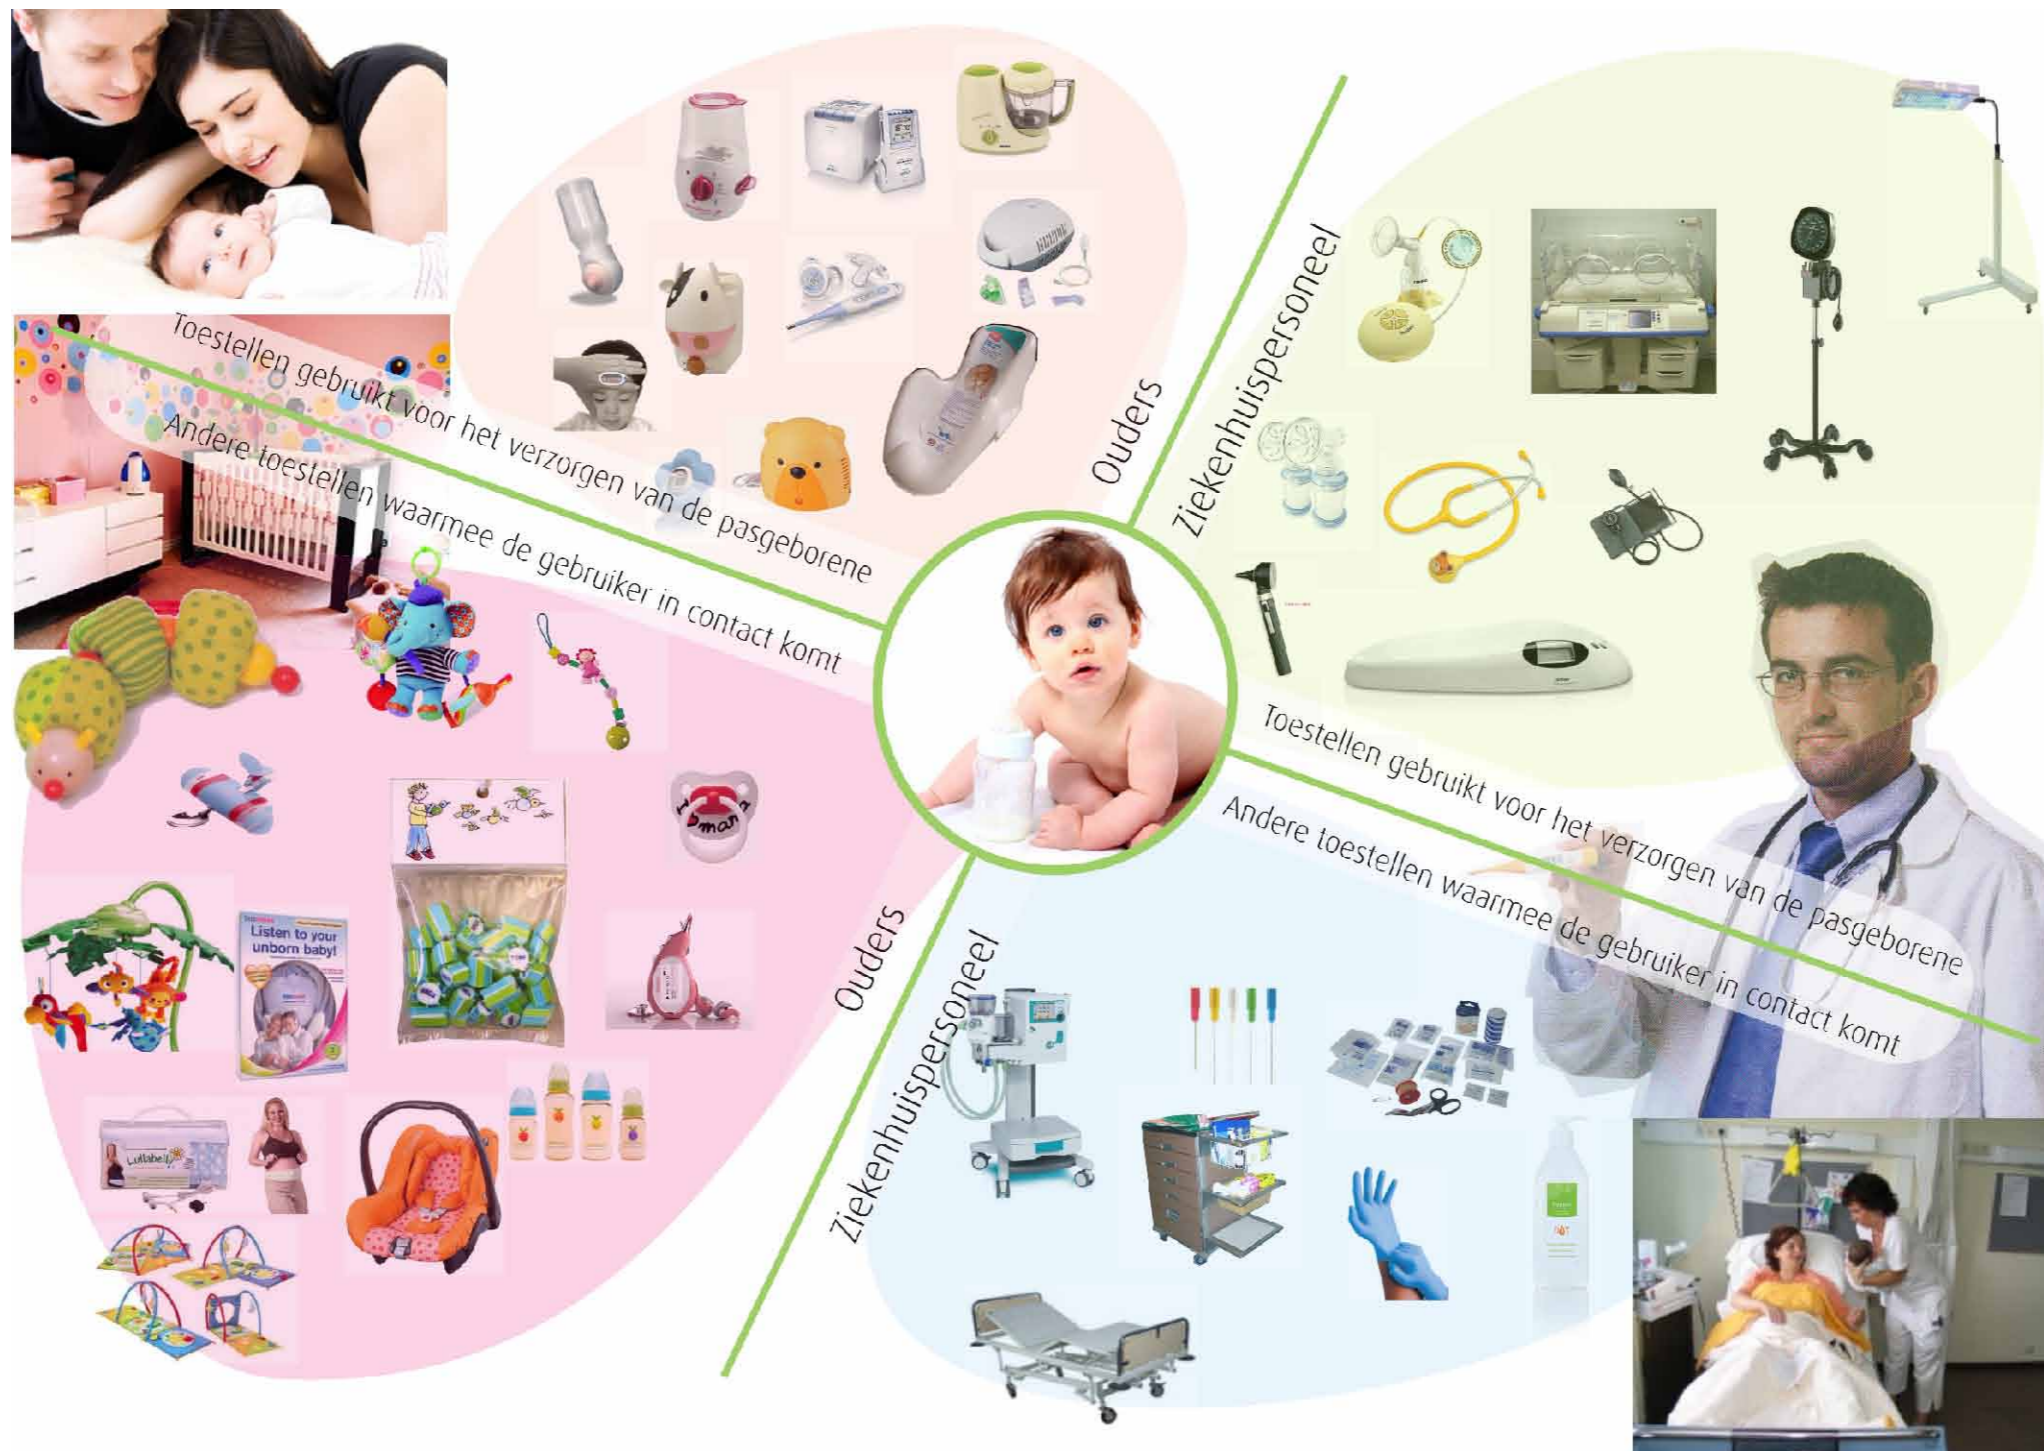 Toestellen gebruikt voor het verzorgen van de pasgeborene
Andere toestellen waarmee de gebruiker in contact komt
Ouders
Ziekenhuispersoneel
Toestellen gebruikt voor het verzorgen van de pasgeborene
Andere toestellen waarmee de gebruiker in contact komt
Ouders
Ziekenhuispersoneel
Listen to your
unborn baby!
Lullabelly